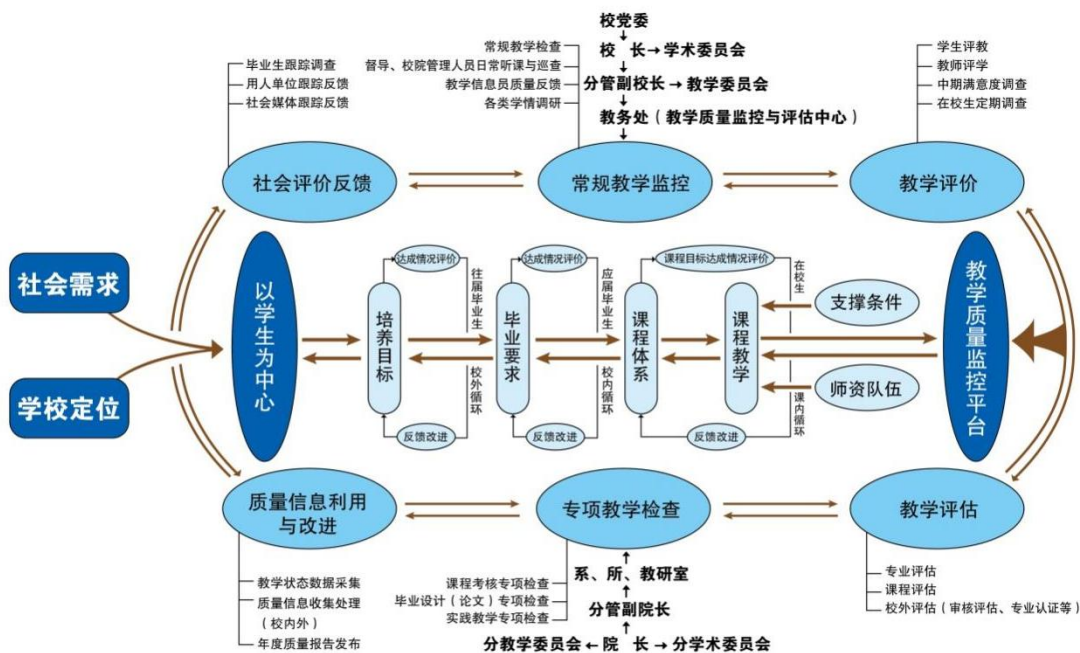 校党委
校 长→学术委员会
分管副校长→教学委员会
教务处（教学质量监控与评估中心）
毕业生跟踪调查
用人单位跟踪反馈
社会媒体跟踪反馈
常规教学检查
督导、校院管理人员日常听课与巡查
教学信息员质量反馈
各类学情调研
学生评教
教师评学
中期满意度调查
在校生定期调查
社会评价反馈
常规教学监控
教学评价
社会需求
学校定位
以学生为中心
达成情况评价
培养目标
往届毕业生
校外循环
反馈改进
达成情况评价
毕业要求
应届毕业生
校内循环
反馈改进
课程目标达成情况评价
课程体系
课程教学
在校生
课内循环
反馈改进
支撑条件
师资队伍
教学质量监控平台
质量信息利用
与改进
专项教学检查
教学评估
教学状态数据采集
质量信息收集处理
（校内外）
年度质量报告发布
课程考核专项检查
毕业设计（论文）专项检查
实践教学专项检查
系、所、教研室
分管副院长
分教学委员会←院 长→分学术委员会
专业评估
课程评估
校外评估（审核评估、专业认证等）